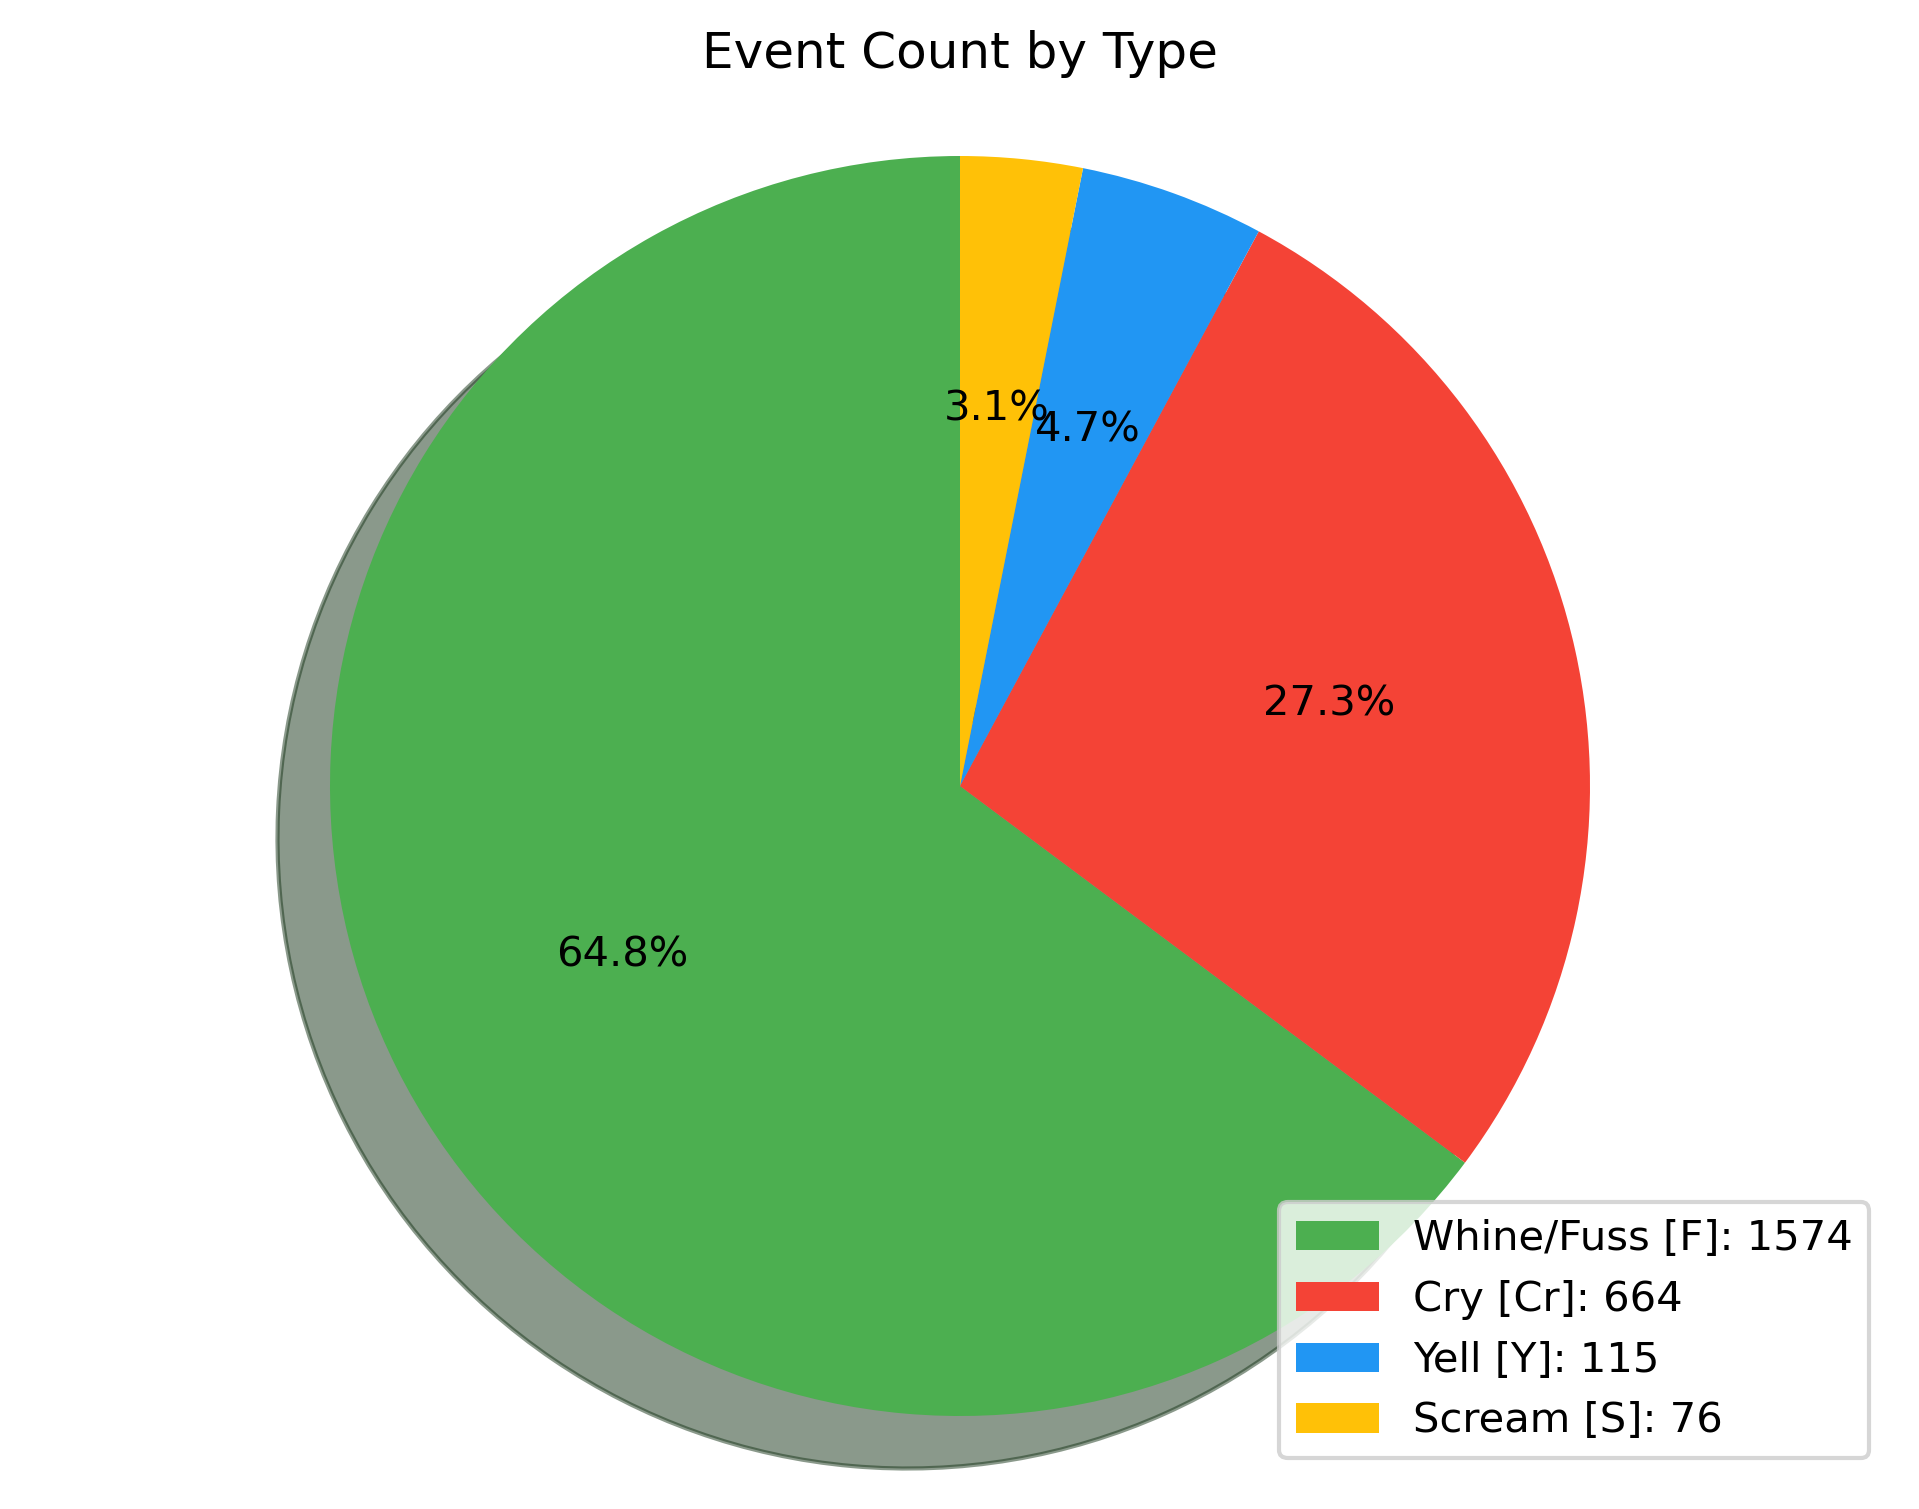 Event Count by Type
3.1%
4.7%
27.3%
64.8%
Whine/Fuss [F]: 1574
Cry [Cr]: 664
Yell [Y]: 115
Scream [S]: 76